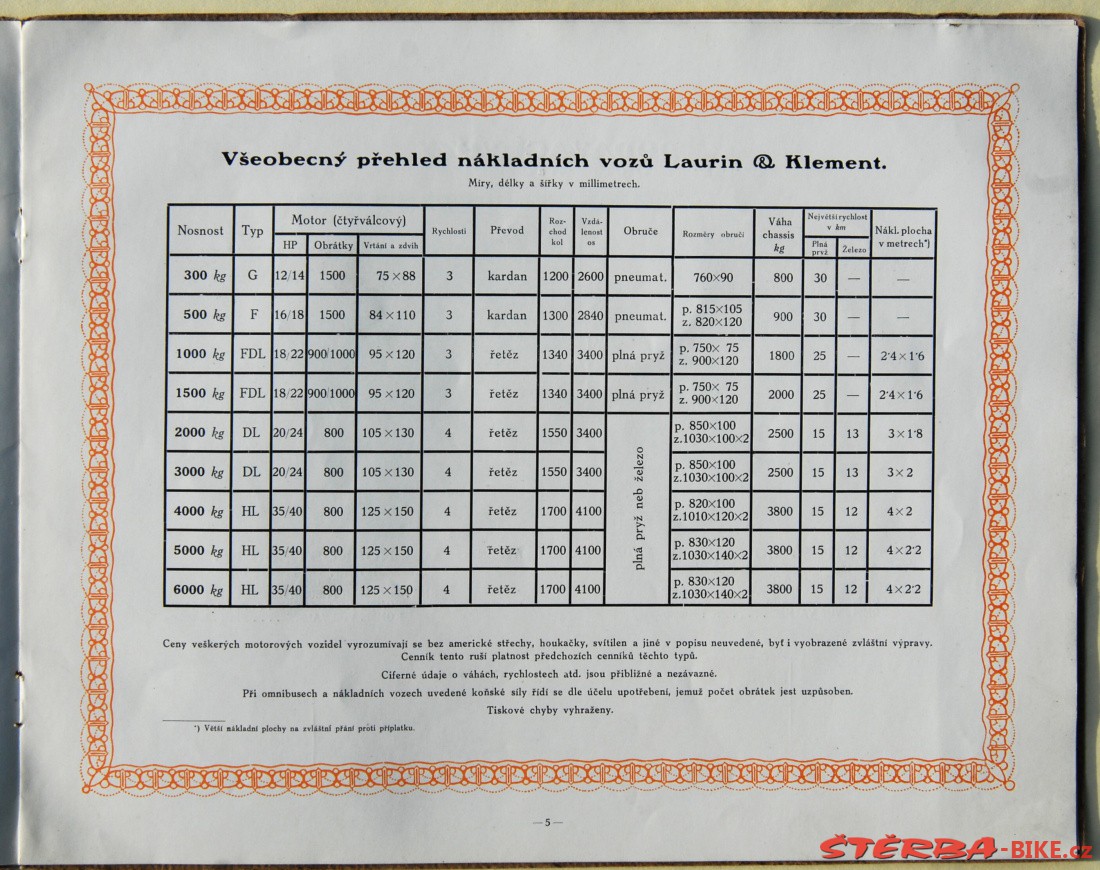 Všeobecný přehled nákladních vozů Laurin & Klement.
Míry, délky a šířky v millimetrech.
Nosnost Typ Motor (čtyřválcový) HP Obrátky Vrtání a zdvih Rychlosti Převod Roz- chod kol Vzdá- lenost os Obruče Rozměry obručí Váha chassis kg Největší rychlost v km Plná pryž Železo Nákl. plocha v metrech*)
300 kg G 12/14 1500 75×88 3 kardan 1200 2600 pneumat. 760×90 800 30 — —
500 kg F 16/18 1500 84×110 3 kardan 1300 2840 pneumat. p. 815×105 z. 820×120 900 30 — —
1000 kg FDL 18/22 900/1000 95×120 3 řetěz 1340 3400 plná pryž p. 750× 75 z. 900×120 1800 25 — 2·4×1·6
1500 kg FDL 18/22 900/1000 95×120 3 řetěz 1340 3400 plná pryž p. 750× 75 z. 900×120 2000 25 — 2·4×1·6
2000 kg DL 20/24 800 105×130 4 řetěz 1550 3400 plná pryž neb železo p. 850×100 z.1030×100×2 2500 15 13 3×1·8
3000 kg DL 20/24 800 105×130 4 řetěz 1550 3400 p. 850×100 z.1030×100×2 2500 15 13 3×2
4000 kg HL 35/40 800 125×150 4 řetěz 1700 4100 p. 820×100 z.1010×120×2 3800 15 12 4×2
5000 kg HL 35/40 800 125×150 4 řetěz 1700 4100 p. 830×120 z.1030×140×2 3800 15 12 4×2·2
6000 kg HL 35/40 800 125×150 4 řetěz 1700 4100 p. 830×120 z.1030×140×2 3800 15 12 4×2·2
Ceny veškerých motorových vozidel vyrozumívají se bez americké střechy, houkačky, svítilen a jiné v popisu neuvedené, byť i vyobrazené zvláštní výpravy.
Cenník tento ruší platnost předchozích cenníků těchto typů.
Ciferné údaje o váhách, rychlostech atd. jsou přibližné a nezávazné.
Při omnibusech a nákladních vozech uvedené koňské síly řídí se dle účelu upotřebení, jemuž počet obrátek jest uzpůsoben.
Tiskové chyby vyhraženy.
*) Větší nákladní plochy na zvláštní přání proti příplatku.
— 5 —
ŠTĚRBA-BIKE.cz